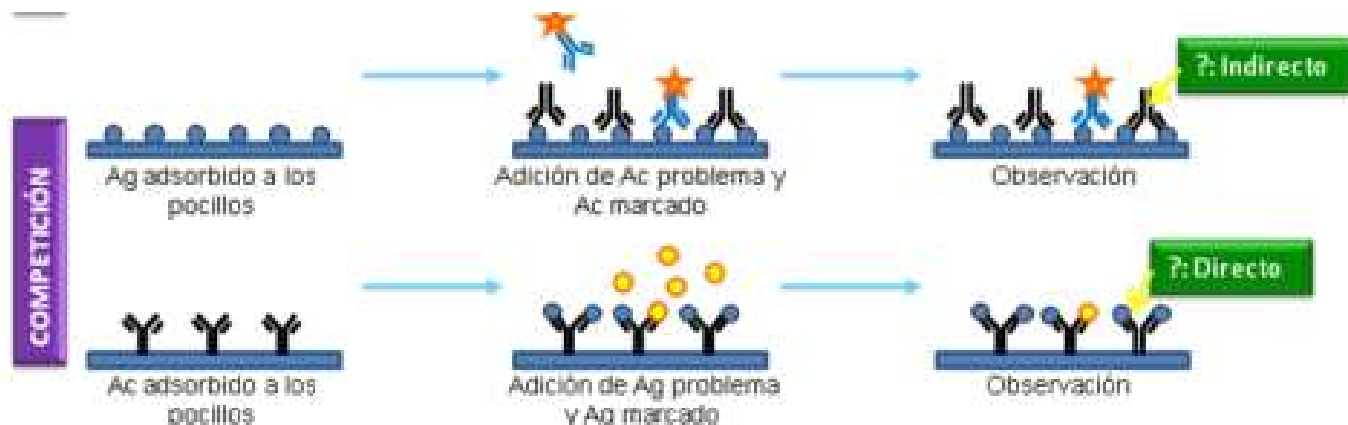 ?: Indirecto
Ag adsorbido a los
pocillos
Adición de Ac problema y
Ac marcado
Observación
COMPETICIÓN
?: Directo
Ac adsorbido a los
pocillos
Adición de Ag problema
y Ag marcado
Observación